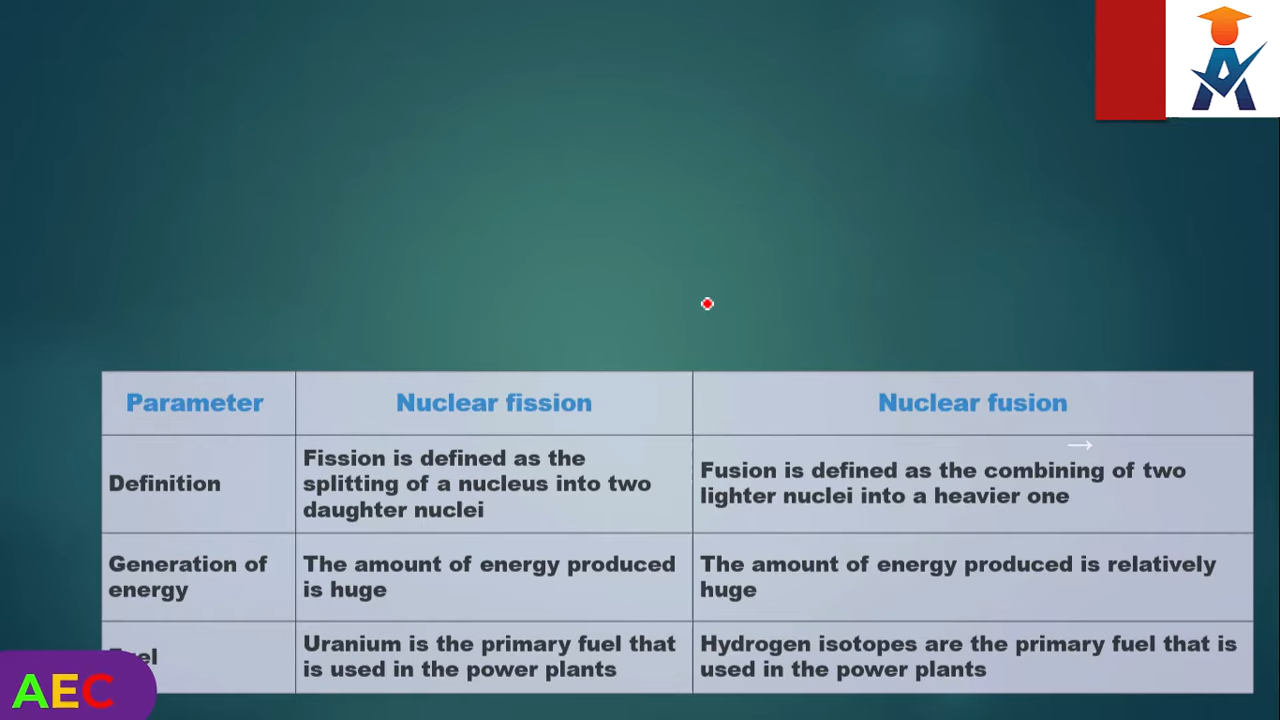 Parameter
Nuclear fission
Nuclear fusion
Definition
Fission is defined as the
splitting of a nucleus into two
daughter nuclei
Fusion is defined as the combining of two
lighter nuclei into a heavier one
Generation of
energy
The amount of energy produced
is huge
The amount of energy produced is relatively
huge
Uranium is the primary fuel that
is used in the power plants
Hydrogen isotopes are the primary fuel that is
used in the power plants
AEC